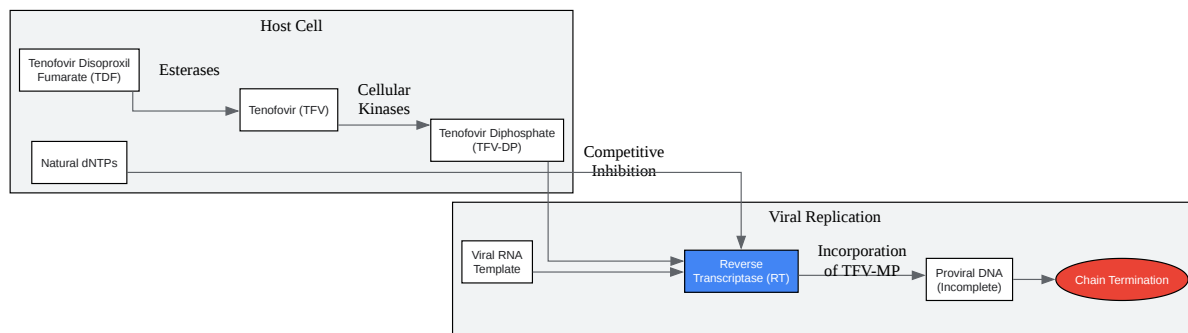 Host Cell
Tenofovir Disoproxil
Fumarate (TDF)
Esterases
Tenofovir (TFV)
Cellular
Kinases
Tenofovir Diphosphate
(TFV-DP)
Natural dNTPs
Competitive
Inhibition
Viral Replication
Viral RNA
Template
Reverse
Transcriptase (RT)
Incorporation
of TFV-MP
Proviral DNA
(Incomplete)
Chain Termination